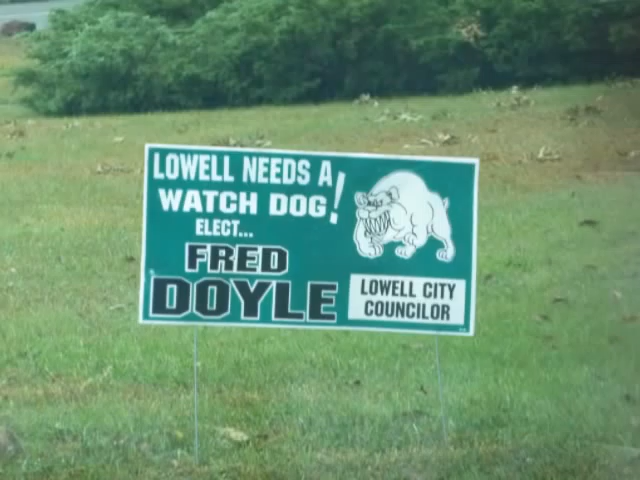 LOWELL NEEDS A
WATCH DOG!
ELECT...
FRED
DOYLE
LOWELL CITY
COUNCILOR